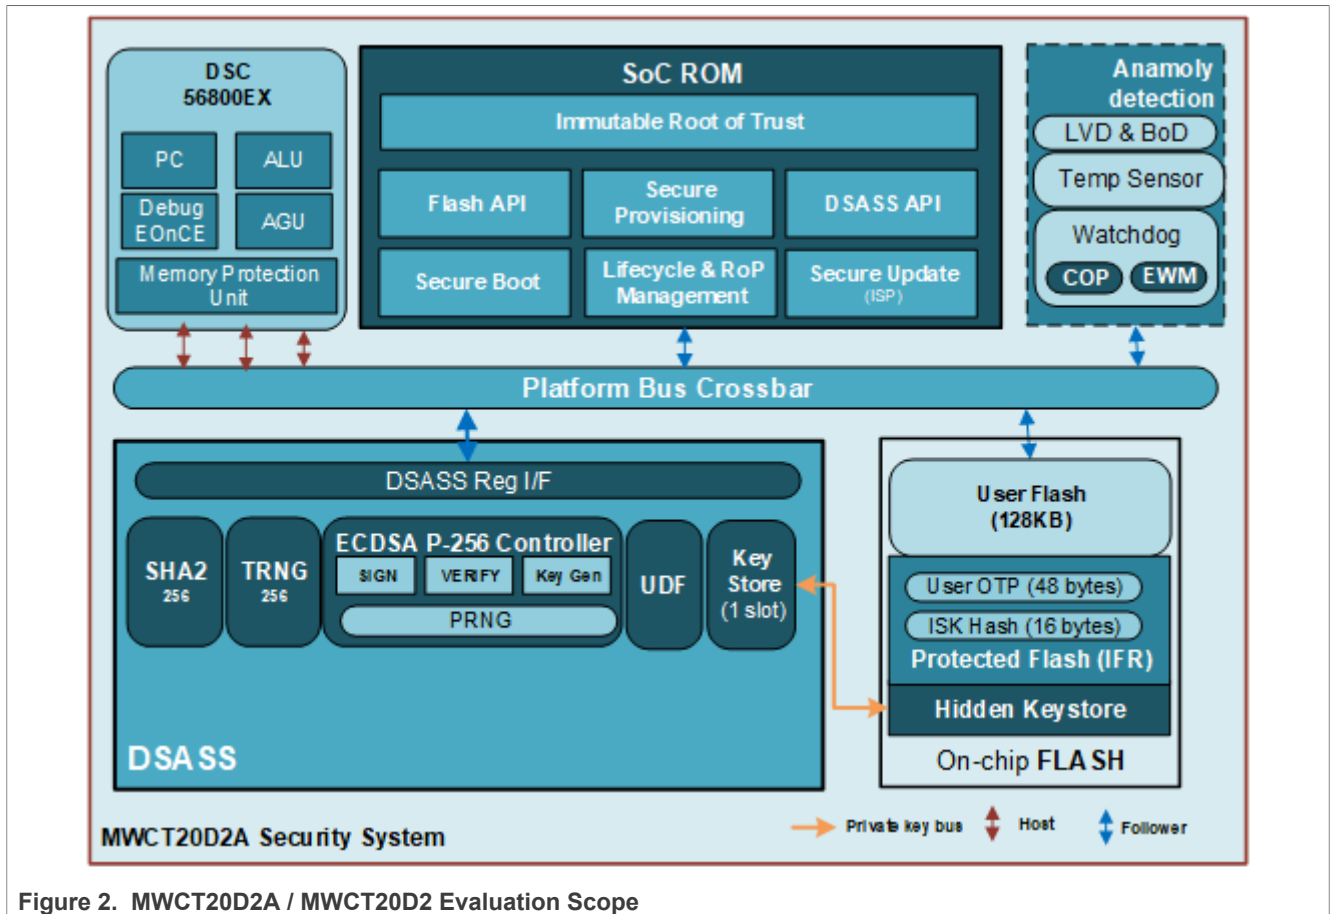 DSC
56800EX
PC
ALU
Debug
EOnCE
AGU
Memory Protection
Unit
SoC ROM
Immutable Root of Trust
Flash API
Secure
Provisioning
DSASS API
Secure Boot
Lifecycle & RoP
Management
Secure Update
(ISP)
Anamoly
detection
LVD & BoD
Temp Sensor
Watchdog
COP
EWM
Platform Bus Crossbar
DSASS Reg I/F
SHA2
256
TRNG
256
ECDSA P-256 Controller
SIGN
VERIFY
Key Gen
PRNG
UDF
Key
Store
(1 slot)
DSASS
User Flash
(128KB)
User OTP (48 bytes)
ISK Hash (16 bytes)
Protected Flash (IFR)
Hidden Keystore
On-chip FLASH
MWCT20D2A Security System
Private key bus
Host
Follower
Figure 2. MWCT20D2A / MWCT20D2 Evaluation Scope